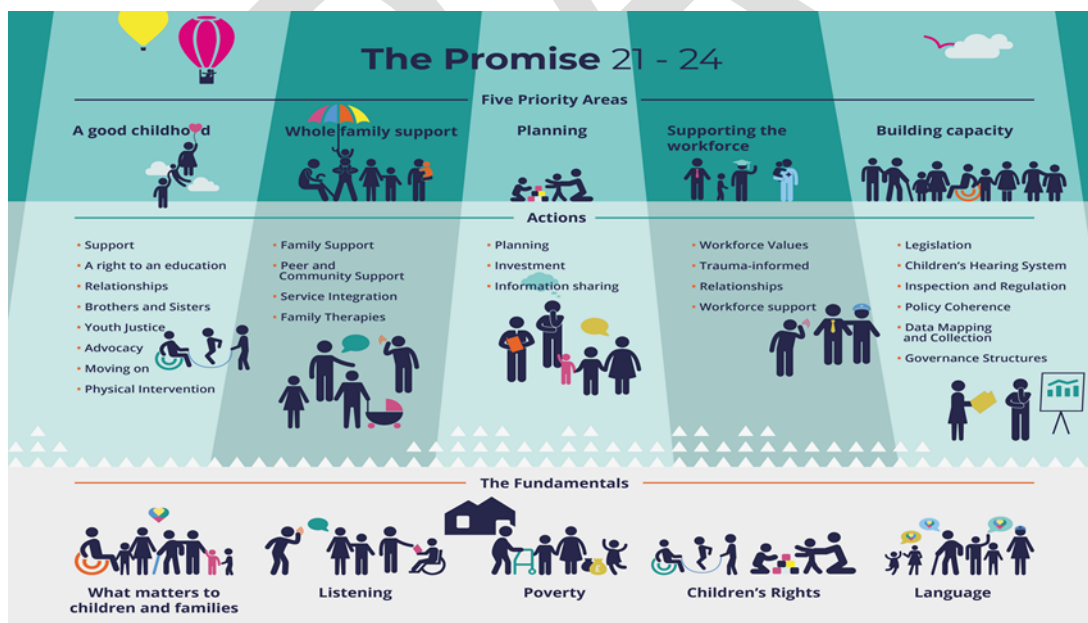 The Promise 21 - 24
Five Priority Areas
A good childhood
Whole family support
Planning
Supporting the
workforce
Building capacity
Actions
• Support
• A right to an education
• Relationships
• Brothers and Sisters
• Youth Justice
• Advocacy
• Moving on
• Physical Intervention
• Family Support
• Peer and
Community Support
• Service Integration
• Family Therapies
• Planning
• Investment
• Information sharing
• Workforce Values
• Trauma-informed
• Relationships
• Workforce support
• Legislation
• Children's Hearing System
• Inspection and Regulation
• Policy Coherence
• Data Mapping
and Collection
• Governance Structures
The Fundamentals
What matters to
children and families
Listening
Poverty
Children's Rights
Language